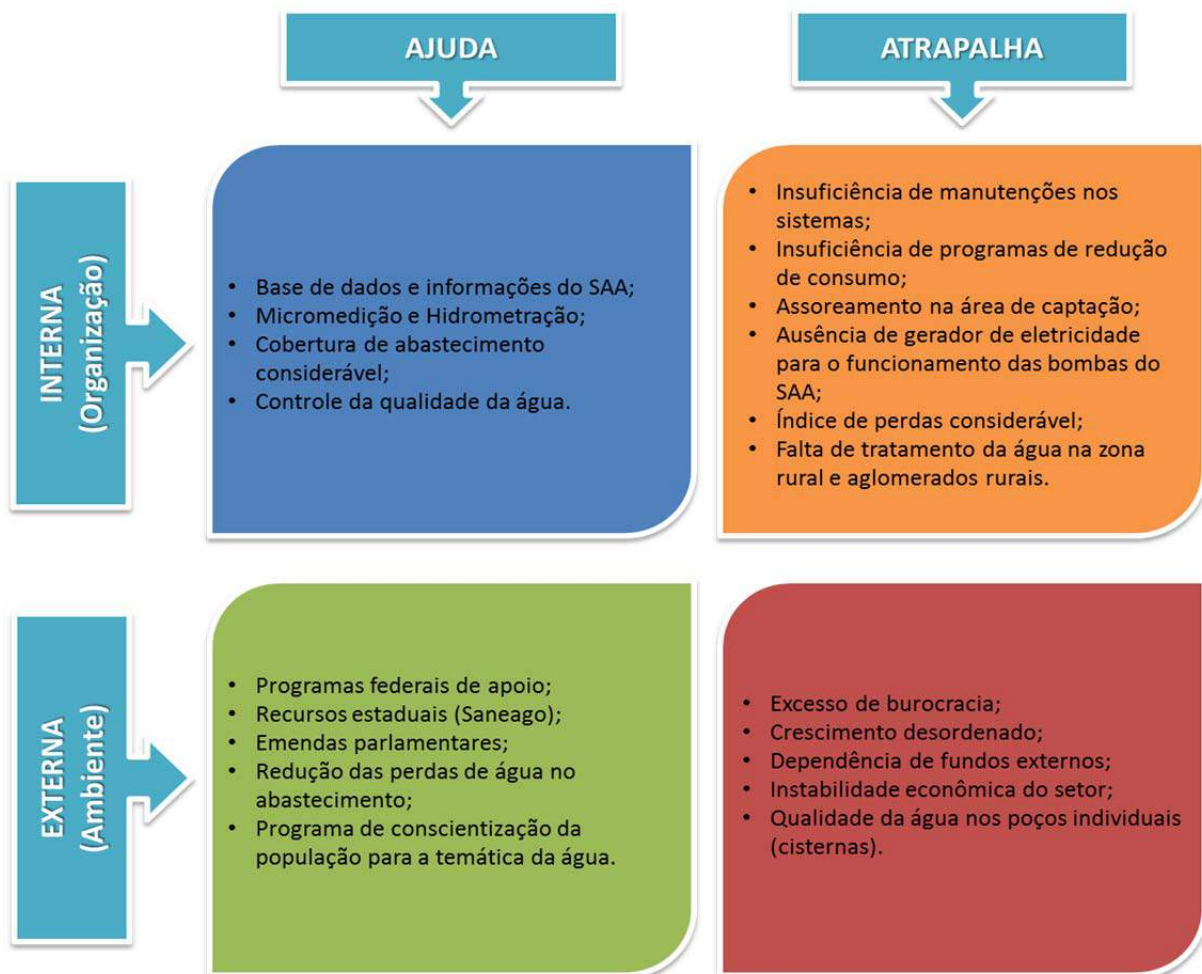 AJUDA
ATRAPALHA
INTERNA
(Organização)
• Base de dados e informações do SAA;
• Micromedição e Hidrometração;
• Cobertura de abastecimento
considerável;
• Controle da qualidade da água.
• Insuficiência de manutenções nos
sistemas;
• Insuficiência de programas de redução
de consumo;
• Assoreamento na área de captação;
• Ausência de gerador de eletricidade
para o funcionamento das bombas do
SAA;
• Índice de perdas considerável;
• Falta de tratamento da água na zona
rural e aglomerados rurais.
EXTERNA
(Ambiente)
• Programas federais de apoio;
• Recursos estaduais (Saneago);
• Emendas parlamentares;
• Redução das perdas de água no
abastecimento;
• Programa de conscientização da
população para a temática da água.
• Excesso de burocracia;
• Crescimento desordenado;
• Dependência de fundos externos;
• Instabilidade econômica do setor;
• Qualidade da água nos poços individuais
(cisternas).